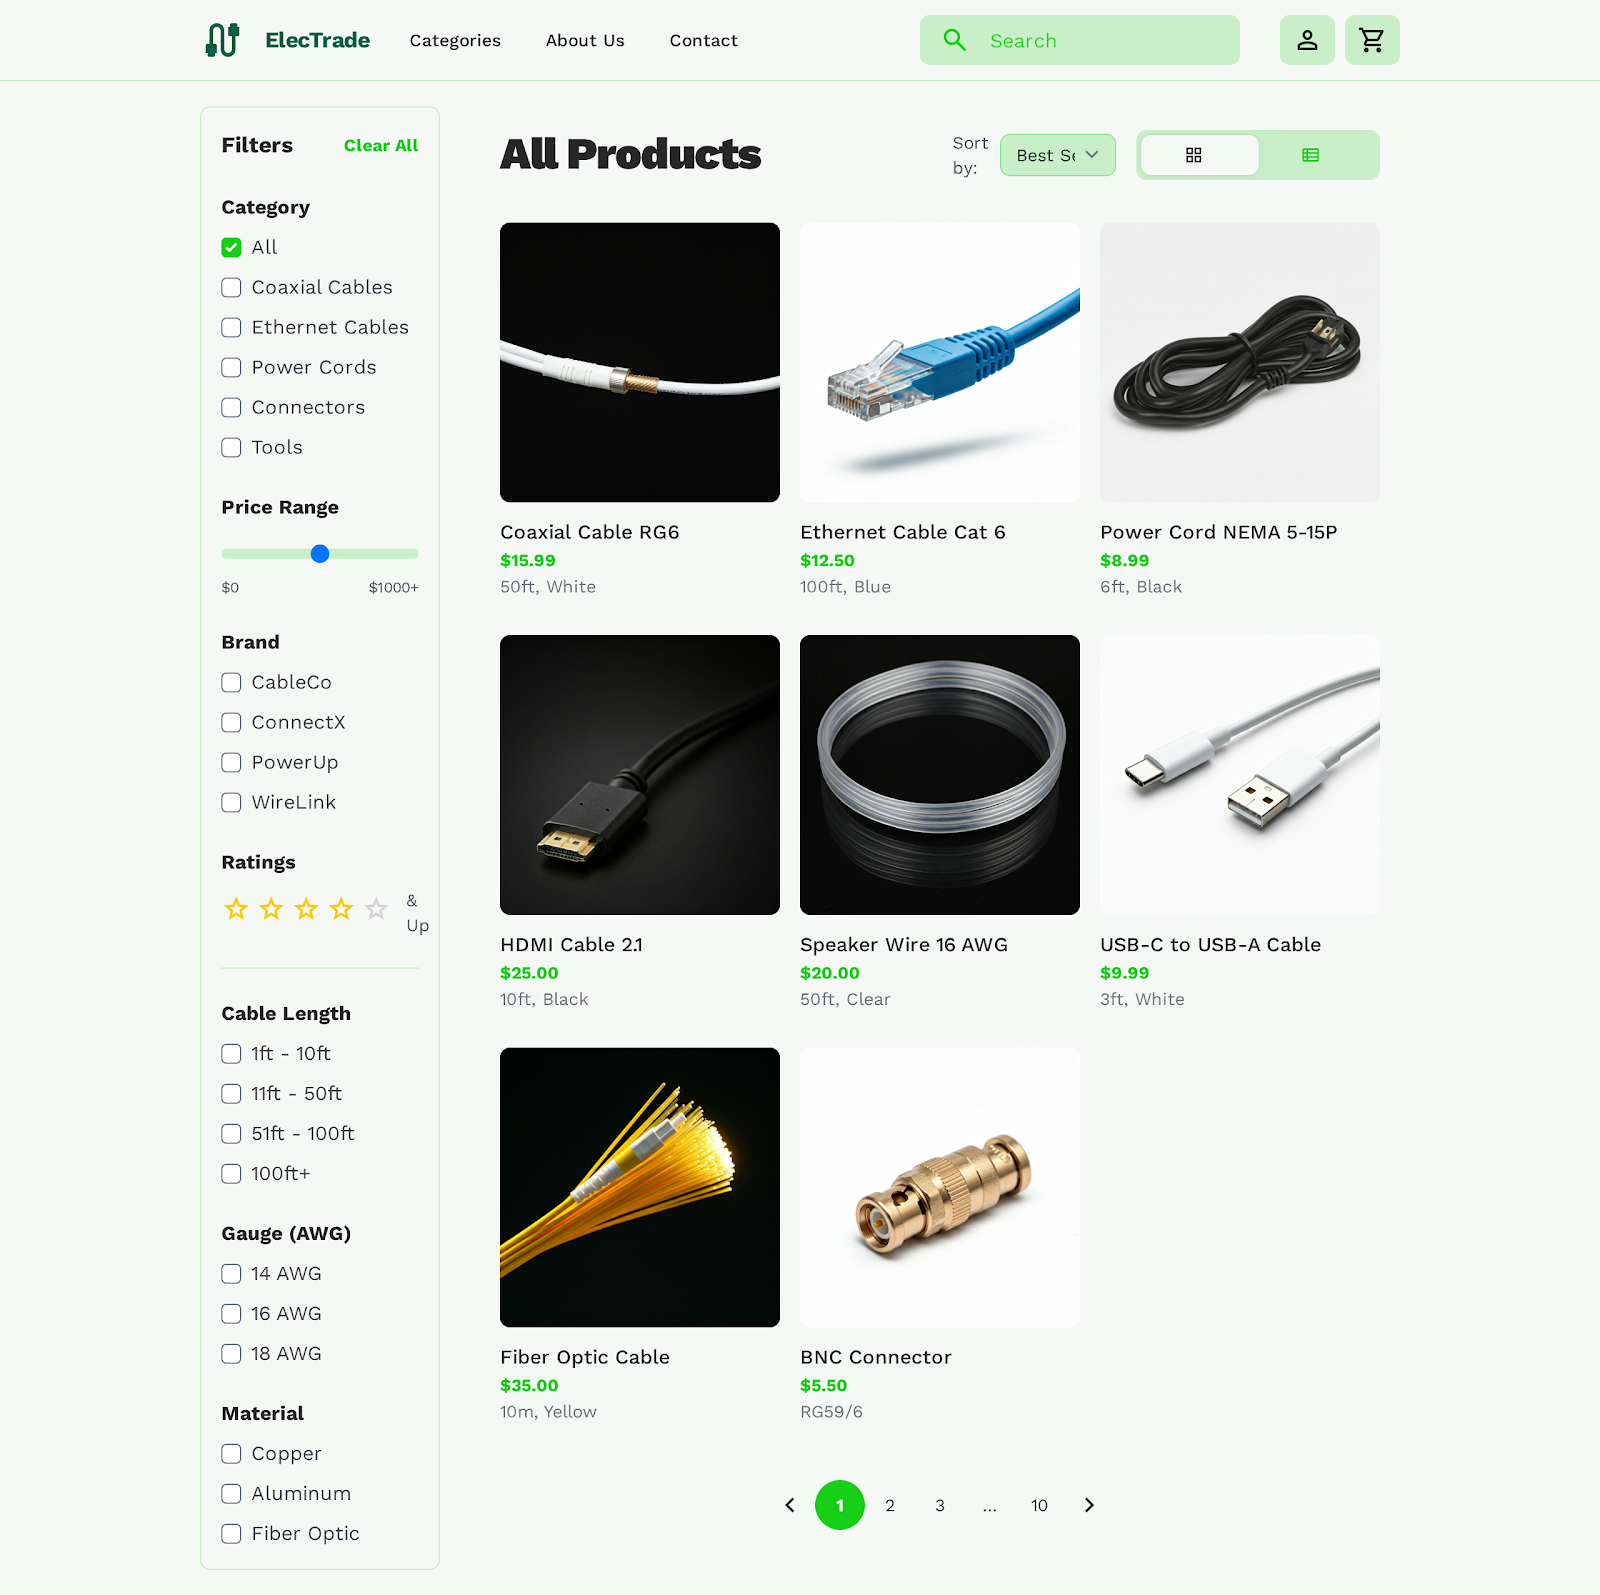 ElecTrade
Categories
About Us
Contact
Search
Filters
Clear All
Category
All
Coaxial Cables
Ethernet Cables
Power Cords
Connectors
Tools
Price Range
$0
$1000+
Brand
CableCo
ConnectX
PowerUp
WireLink
Ratings
&
Up
Cable Length
1ft - 10ft
11ft - 50ft
51ft - 100ft
100ft+
Gauge (AWG)
14 AWG
16 AWG
18 AWG
Material
Copper
Aluminum
Fiber Optic
All Products
Sort
by:
Best Se
Coaxial Cable RG6
$15.99
50ft, White
Ethernet Cable Cat 6
$12.50
100ft, Blue
Power Cord NEMA 5-15P
$8.99
6ft, Black
HDMI Cable 2.1
$25.00
10ft, Black
Speaker Wire 16 AWG
$20.00
50ft, Clear
USB-C to USB-A Cable
$9.99
3ft, White
Fiber Optic Cable
$35.00
10m, Yellow
BNC Connector
$5.50
RG59/6
1
2
3
...
10